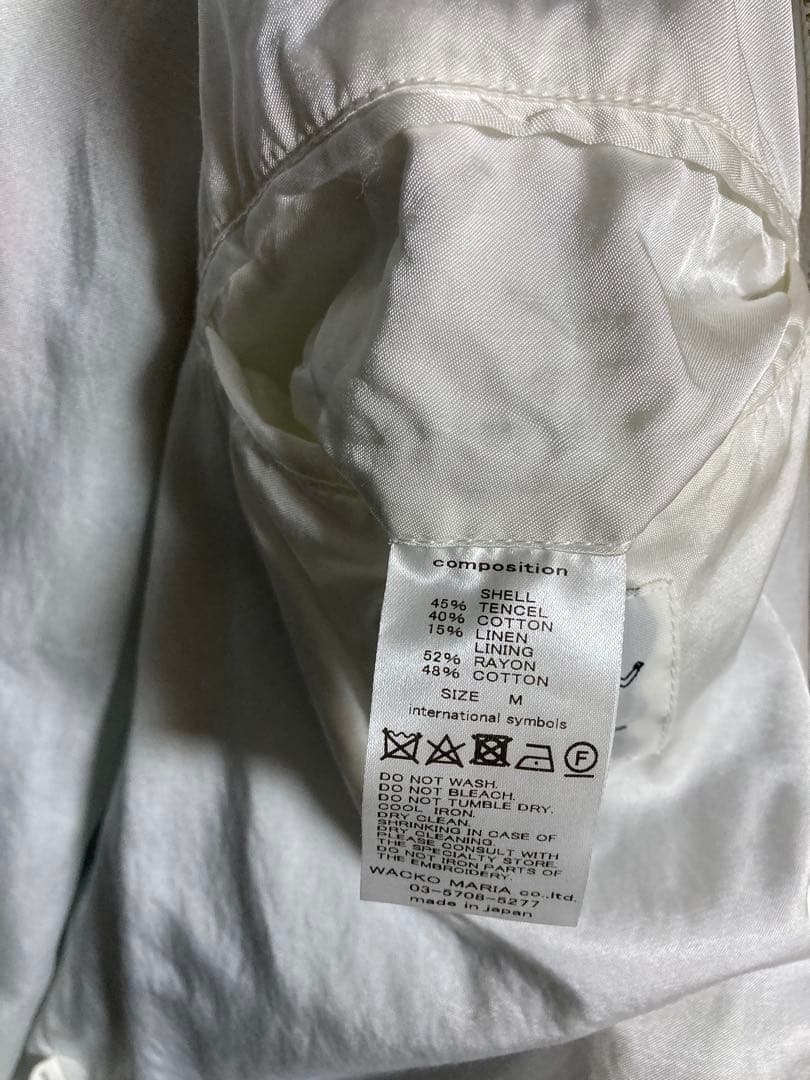 composition
SHELL
45% TENCEL
40% COTTON
15% LINEN
LINING
52% RAYON
48% COTTON
SIZE M
international symbols
F
DO NOT WASH.
DO NOT BLEACH.
DO NOT TUMBLE DRY.
COOL IRON.
DRY CLEAN.
SHRINKING IN CASE OF
DRY CLEANING.
PLEASE CONSULT WITH
THE SPECIALTY STORE.
DO NOT IRON PARTS OF
THE EMBROIDERY.
WACKO MARIA co.,ltd.
03-5708-5277
made in japan